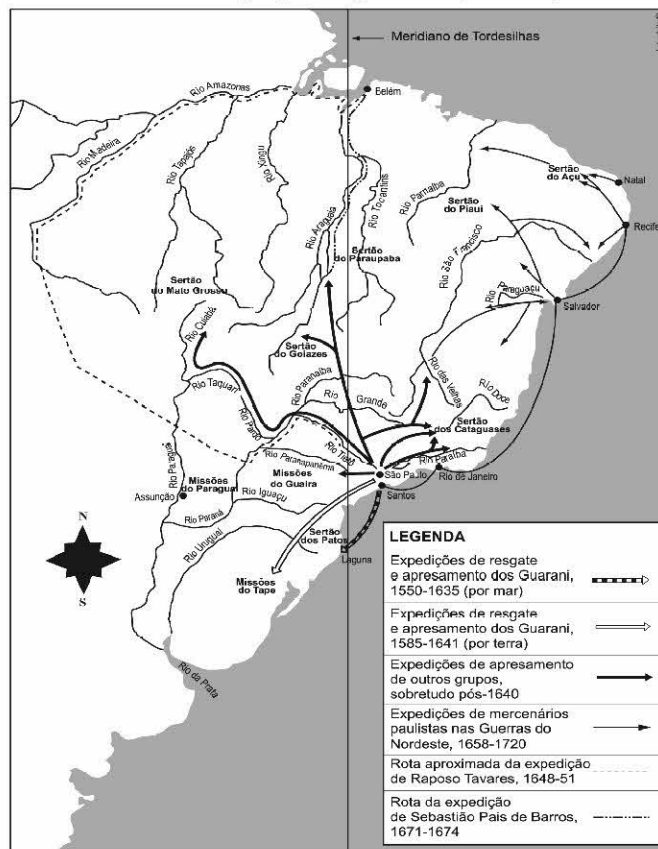 Meridiano de Tordesilhas
Rio Amazonas
Belém
Rio Madeira
Rio Tapajós
Rio Xingu
Rio Araguaia
Rio Tocantins
Rio Parnaíba
Sertão
do Açu
Natal
Sertão
do Piauí
Recife
Rio São Francisco
Sertão
do Paraupaba
Sertão
do Mato Grosso
Rio
Paraguaçu
Salvador
Rio Cuiabá
Sertão
do Goiazes
Rio Paranaíba
Rio das Velhas
Rio Doce
Rio Taquari
Rio
Grande
Sertão
dos Cataguases
Rio Pardo
Rio Tietê
Rio Paraíba
Rio Paraguai
Rio Paranapanema
São Paulo
Rio de Janeiro
Missões
do Paraguai
Missões
do Guaira
Santos
Assunção
Rio Iguaçu
Rio Paraná
Sertão
dos Patos
Rio Uruguai
Laguna
Missões
do Tape
N
S
Rio da Prata
LEGENDA
Expedições de resgate
e apresamento dos Guarani,
1550-1635 (por mar)
Expedições de resgate
e apresamento dos Guarani,
1585-1641 (por terra)
Expedições de apresamento
de outros grupos,
sobretudo pós-1640
Expedições de mercenários
paulistas nas Guerras do
Nordeste, 1658-1720
Rota aproximada da expedição
de Raposo Tavares, 1648-51
Rota da expedição
de Sebastião Pais de Barros,
1671-1674